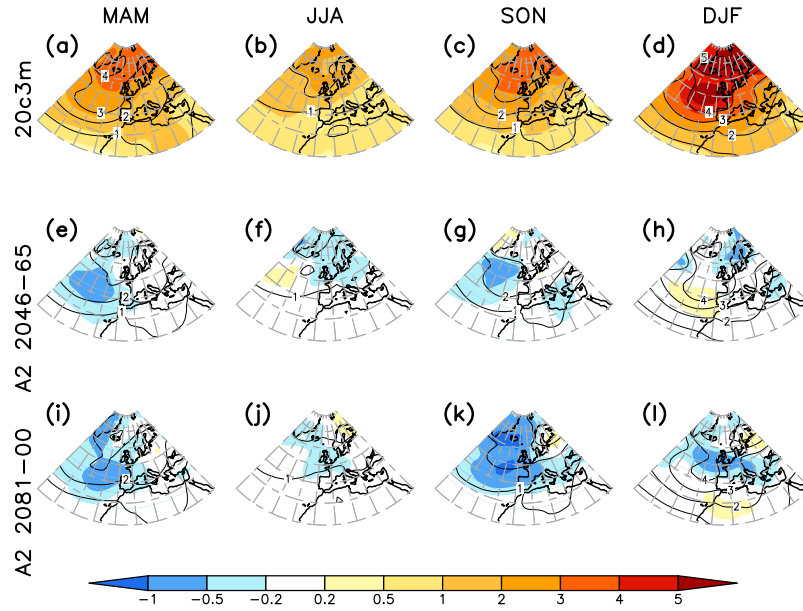 MAM JJA SON DJF
20c3m
(a) (b) (c) (d)
4 3 2 1
1
2 1
5 4 3 2
A2 2046−65
(e) (f) (g) (h)
2 1
1
2 1
4 3 2
A2 2081−00
(i) (j) (k) (l)
2
1
1
4 3 2
−1 −0.5 −0.2 0.2 0.5 1 2 3 4 5